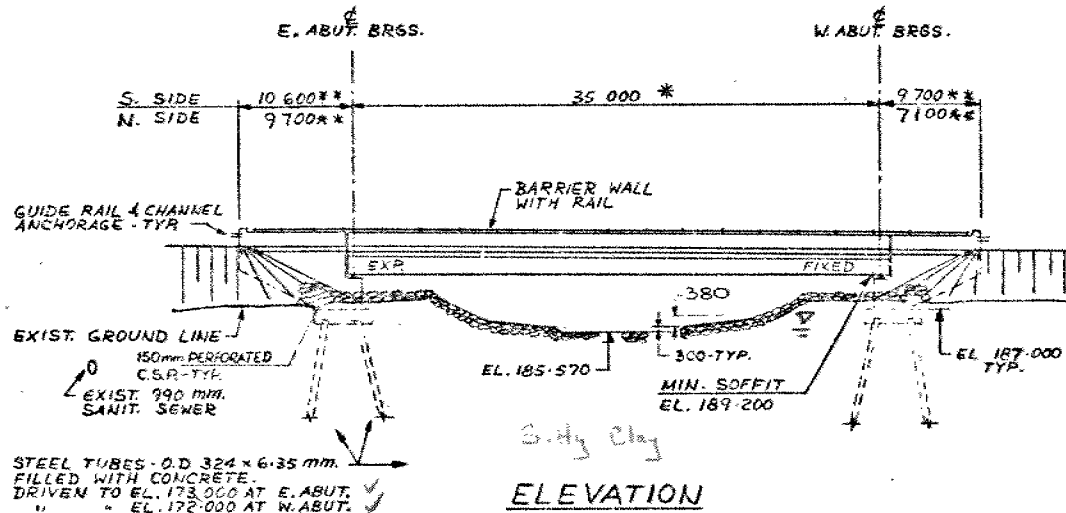 ℄
E. ABUT. BRGS.
℄
W. ABUT. BRGS.
S. SIDE
10 600**
35 000 *
9 700**
N. SIDE
9 700**
7 100**
BARRIER WALL
WITH RAIL
GUIDE RAIL & CHANNEL
ANCHORAGE - TYP.
EXP.
FIXED
380
EXIST. GROUND LINE
150mm PERFORATED
C.S.P.-TYP.
300-TYP.
EL. 185·570
EL 187·000
TYP.
MIN. SOFFIT
EL. 189·200
EXIST. 990 mm.
SANIT. SEWER
Silty Clay
STEEL TUBES - O.D 324 x 6·35 mm.
FILLED WITH CONCRETE.
DRIVEN TO EL. 173,000 AT E. ABUT. ✓
" " EL. 172·000 AT W. ABUT. ✓
ELEVATION